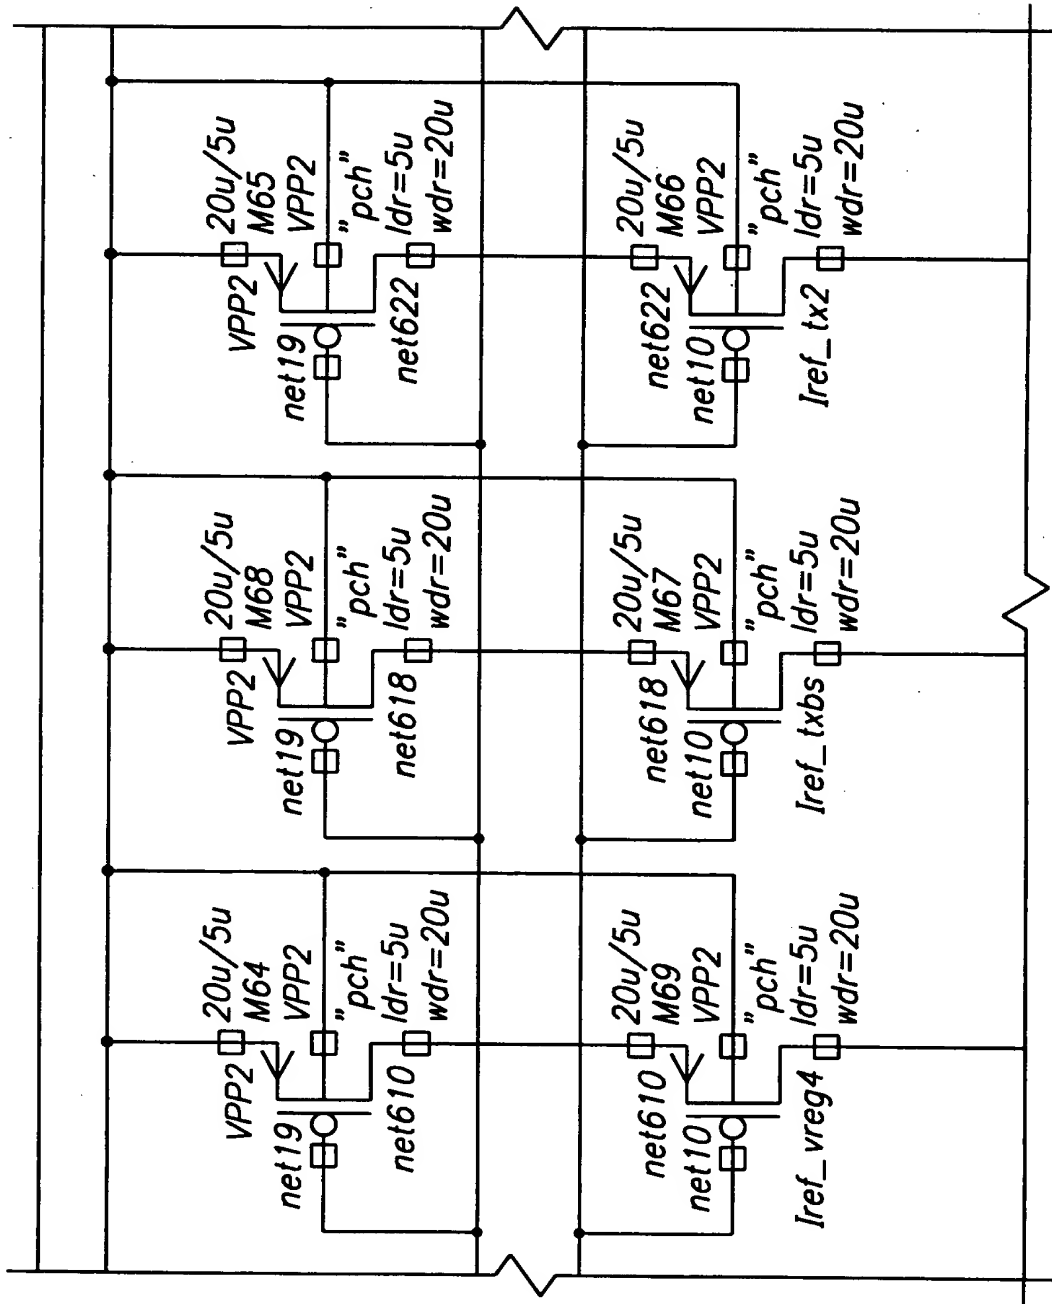 20u/5u
M65
VPP2
VPP2
"pch"
ldr=5u
wdr=20u
net19
net622
20u/5u
M66
VPP2
net622
"pch"
ldr=5u
wdr=20u
net10
Iref_tx2
20u/5u
M68
VPP2
VPP2
"pch"
ldr=5u
wdr=20u
net19
net618
20u/5u
M67
VPP2
net618
"pch"
ldr=5u
wdr=20u
net10
Iref_txbs
20u/5u
M64
VPP2
VPP2
"pch"
ldr=5u
wdr=20u
net19
net610
20u/5u
M69
VPP2
net610
"pch"
ldr=5u
wdr=20u
net10
Iref_vreg4